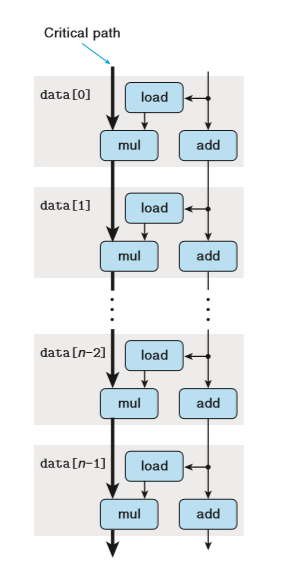 Critical path
data[0]
load
mul add
data[1]
load
mul add
data[n−2]
load
mul add
data[n−1]
load
mul add